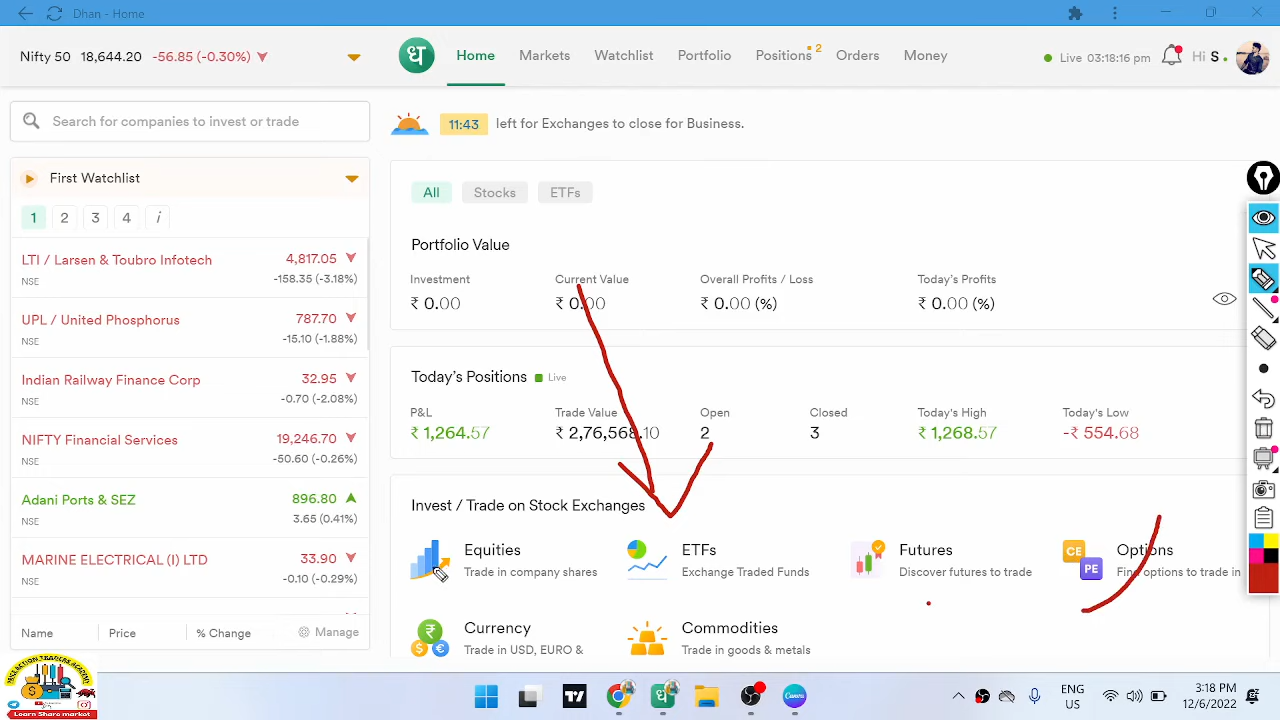 Dhan - Home
Nifty 50 18,644.20 -56.85 (-0.30%)
ध Home Markets Watchlist Portfolio Positions 2 Orders Money
Live 03:18:16 pm Hi S
Search for companies to invest or trade
11:43 left for Exchanges to close for Business.
First Watchlist
1 2 3 4 i
LTI / Larsen & Toubro Infotech 4,817.05
NSE -158.35 (-3.18%)
UPL / United Phosphorus 787.70
NSE -15.10 (-1.88%)
Indian Railway Finance Corp 32.95
NSE -0.70 (-2.08%)
NIFTY Financial Services 19,246.70
NSE -50.60 (-0.26%)
Adani Ports & SEZ 896.80
NSE 3.65 (0.41%)
MARINE ELECTRICAL (I) LTD 33.90
NSE -0.10 (-0.29%)
Name Price % Change Manage
All Stocks ETFs
Portfolio Value
Investment Current Value Overall Profits / Loss Today's Profits
₹ 0.00 ₹ 0.00 ₹ 0.00 (%) ₹ 0.00 (%)
Today's Positions Live
P&L Trade Value Open Closed Today's High Today's Low
₹ 1,264.57 ₹ 2,76,568.10 2 3 ₹ 1,268.57 -₹ 554.68
Invest / Trade on Stock Exchanges
Equities ETFs Futures CE PE Options
Trade in company shares Exchange Traded Funds Discover futures to trade Find options to trade in
Currency Commodities
Trade in USD, EURO & Trade in goods & metals
Learn Share market
ENG
US
3:18 PM
12/6/2022